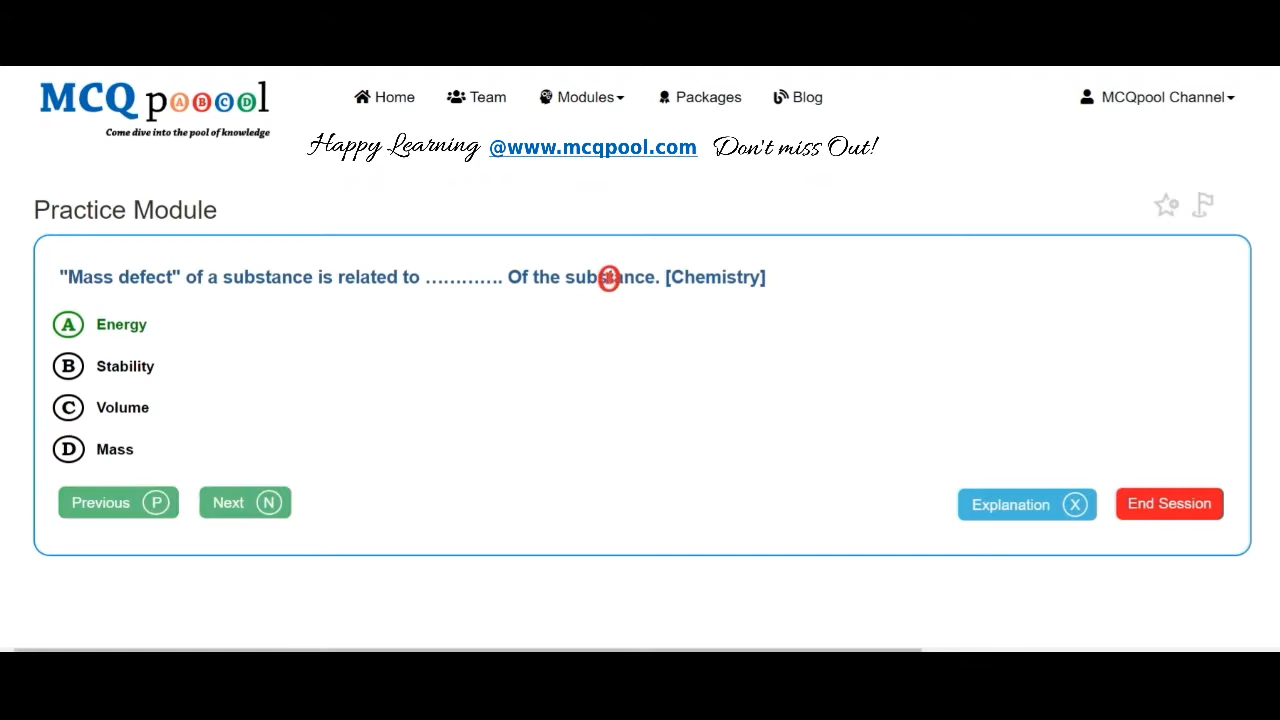 MCQ pooool
Come dive into the pool of knowledge
Home Team Modules Packages Blog MCQpool Channel
Happy Learning @www.mcqpool.com Don't miss Out!
Practice Module
"Mass defect" of a substance is related to …………. Of the substance. [Chemistry]
A Energy
B Stability
C Volume
D Mass
Previous P Next N Explanation X End Session